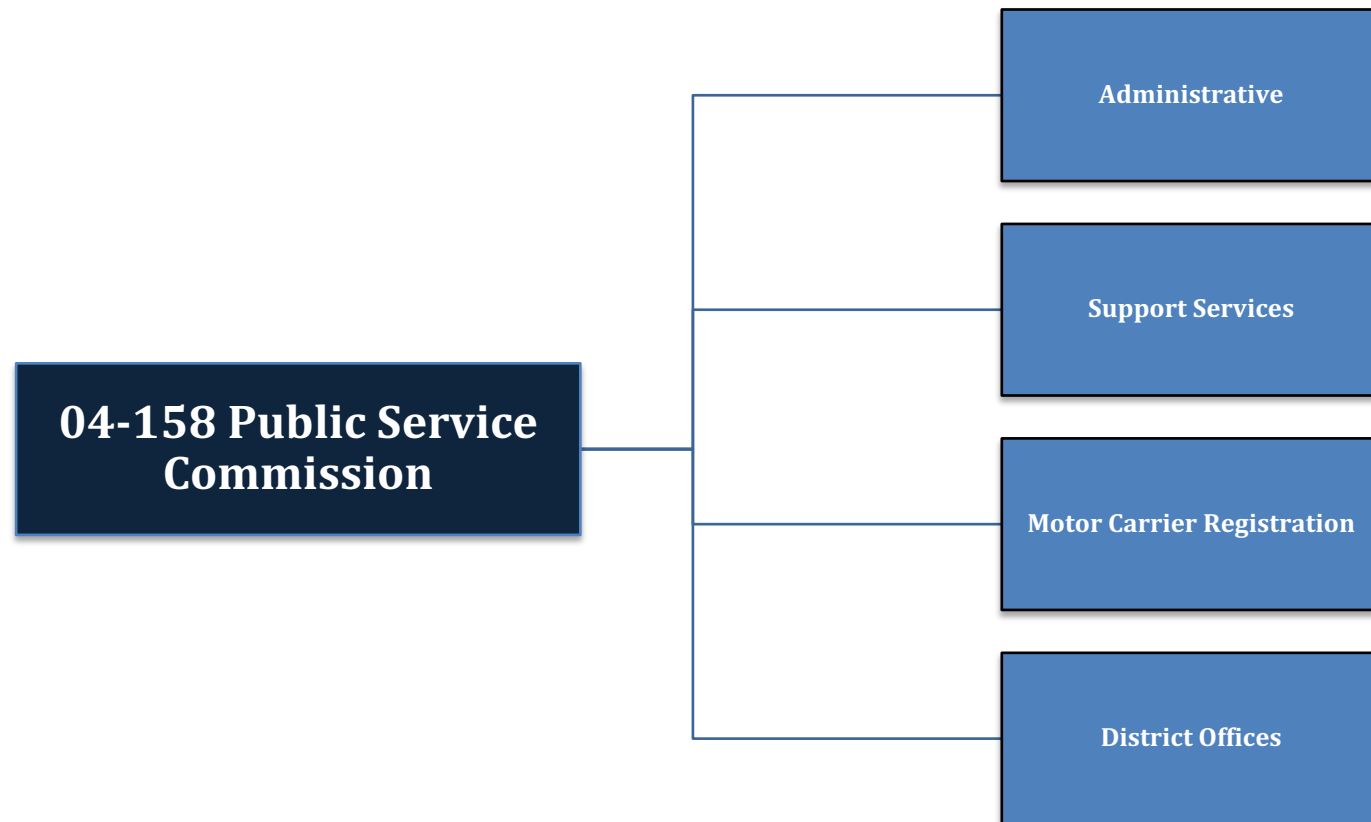 Administrative
Support Services
04-158 Public Service
Commission
Motor Carrier Registration
District Offices